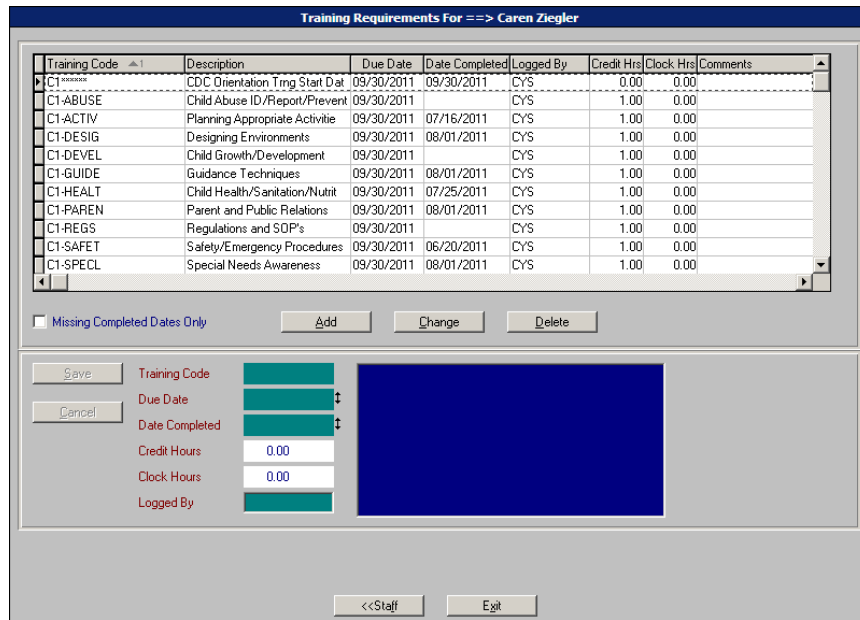 Training Requirements For ==> Caren Ziegler
Training Code 1 Description Due Date Date Completed Logged By Credit Hrs Clock Hrs Comments
C1****** CDC Orientation Trng Start Dat 09/30/2011 09/30/2011 CYS 0.00 0.00
C1-ABUSE Child Abuse ID/Report/Prevent 09/30/2011 CYS 1.00 0.00
C1-ACTIV Planning Appropriate Activitie 09/30/2011 07/16/2011 CYS 1.00 0.00
C1-DESIG Designing Environments 09/30/2011 08/01/2011 CYS 1.00 0.00
C1-DEVEL Child Growth/Development 09/30/2011 CYS 1.00 0.00
C1-GUIDE Guidance Techniques 09/30/2011 08/01/2011 CYS 1.00 0.00
C1-HEALT Child Health/Sanitation/Nutrit 09/30/2011 07/25/2011 CYS 1.00 0.00
C1-PAREN Parent and Public Relations 09/30/2011 08/01/2011 CYS 1.00 0.00
C1-REGS Regulations and SOP's 09/30/2011 CYS 1.00 0.00
C1-SAFET Safety/Emergency Procedures 09/30/2011 06/20/2011 CYS 1.00 0.00
C1-SPECL Special Needs Awareness 09/30/2011 08/01/2011 CYS 1.00 0.00
Missing Completed Dates Only Add Change Delete
Save Training Code
Due Date
Cancel
Date Completed
Credit Hours 0.00
Clock Hours 0.00
Logged By
<<Staff Exit